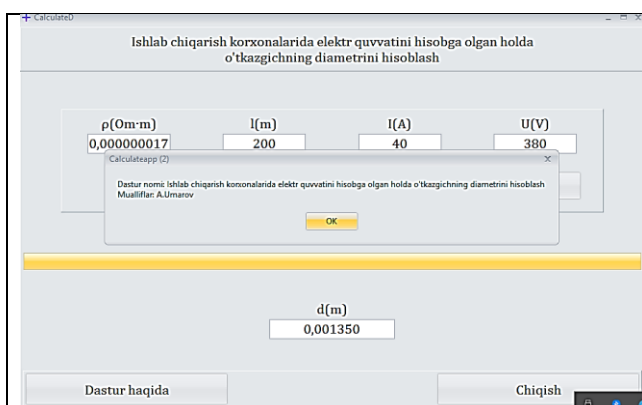 CalculateD
Ishlab chiqarish korxonalarida elektr quvvatini hisobga olgan holda
o'tkazgichning diametrini hisoblash
ρ(Om·m) l(m) I(A) U(V)
0,000000017 200 40 380
Calculateapp (2)
Dastur nomi: Ishlab chiqarish korxonalarida elektr quvvatini hisobga olgan holda o'tkazgichning diametrini hisoblash
Mualliflar: A.Umarov
OK
d(m)
0,001350
Dastur haqida Chiqish